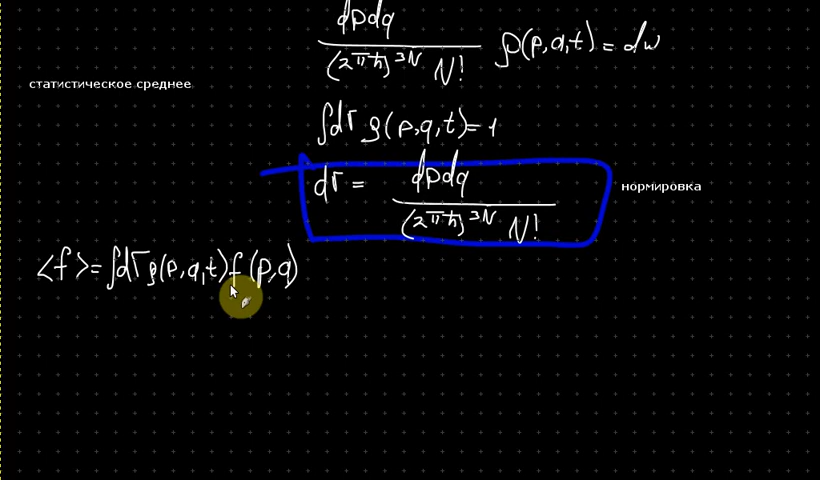 dpdq
(2πħ)^3N N! ρ(p,q,t) = dw
статистическое среднее
∫dΓ ρ(p,q,t) = 1
dΓ = dpdq
(2πħ)^3N N!
нормировка
<f> = ∫dΓ ρ(p,q,t) f(p,q)